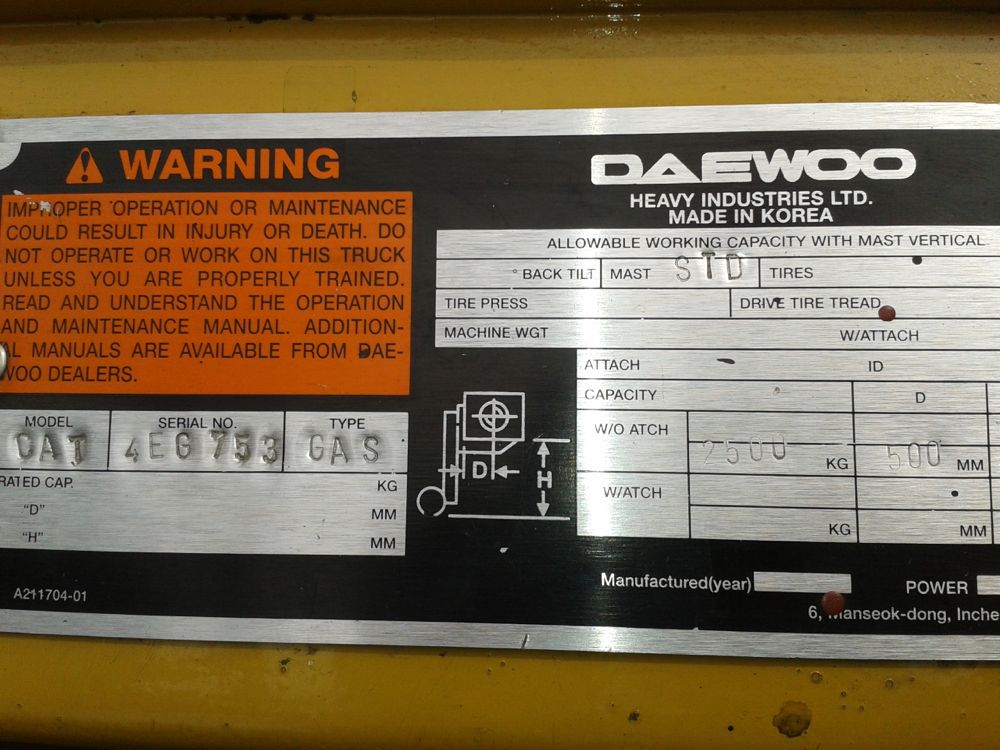 WARNING
IMPROPER OPERATION OR MAINTENANCE
COULD RESULT IN INJURY OR DEATH. DO
NOT OPERATE OR WORK ON THIS TRUCK
UNLESS YOU ARE PROPERLY TRAINED.
READ AND UNDERSTAND THE OPERATION
AND MAINTENANCE MANUAL. ADDITION-
AL MANUALS ARE AVAILABLE FROM DAE-
WOO DEALERS.
MODEL SERIAL NO. TYPE
CAT 4EG753 GAS
RATED CAP. KG
"D" MM
"H" MM
A211704-01
DAEWOO
HEAVY INDUSTRIES LTD.
MADE IN KOREA
ALLOWABLE WORKING CAPACITY WITH MAST VERTICAL
° BACK TILT MAST STD TIRES
TIRE PRESS DRIVE TIRE TREAD
MACHINE WGT W/ATTACH
ATTACH ID
CAPACITY D
W/O ATCH 2500 KG 500 MM
W/ATCH KG MM
D H
Manufactured(year) POWER
6, Manseok-dong, Inche